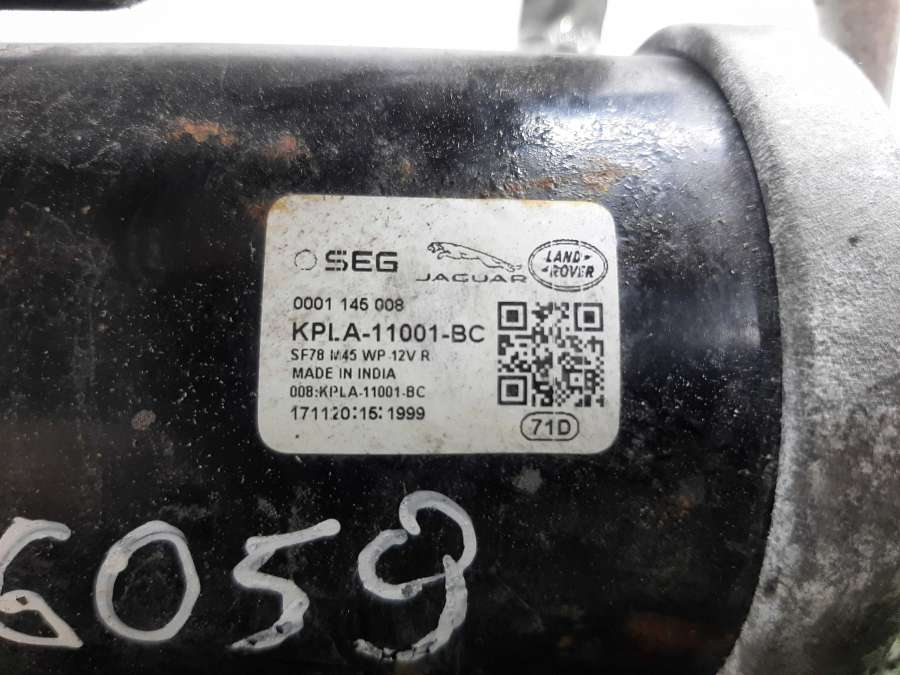 SEG
JAGUAR
LAND
ROVER
0001 145 008
KPLA-11001-BC
SF78 M45 WP 12V R
MADE IN INDIA
008:KPLA-11001-BC
171120:15:1999
71D
6059